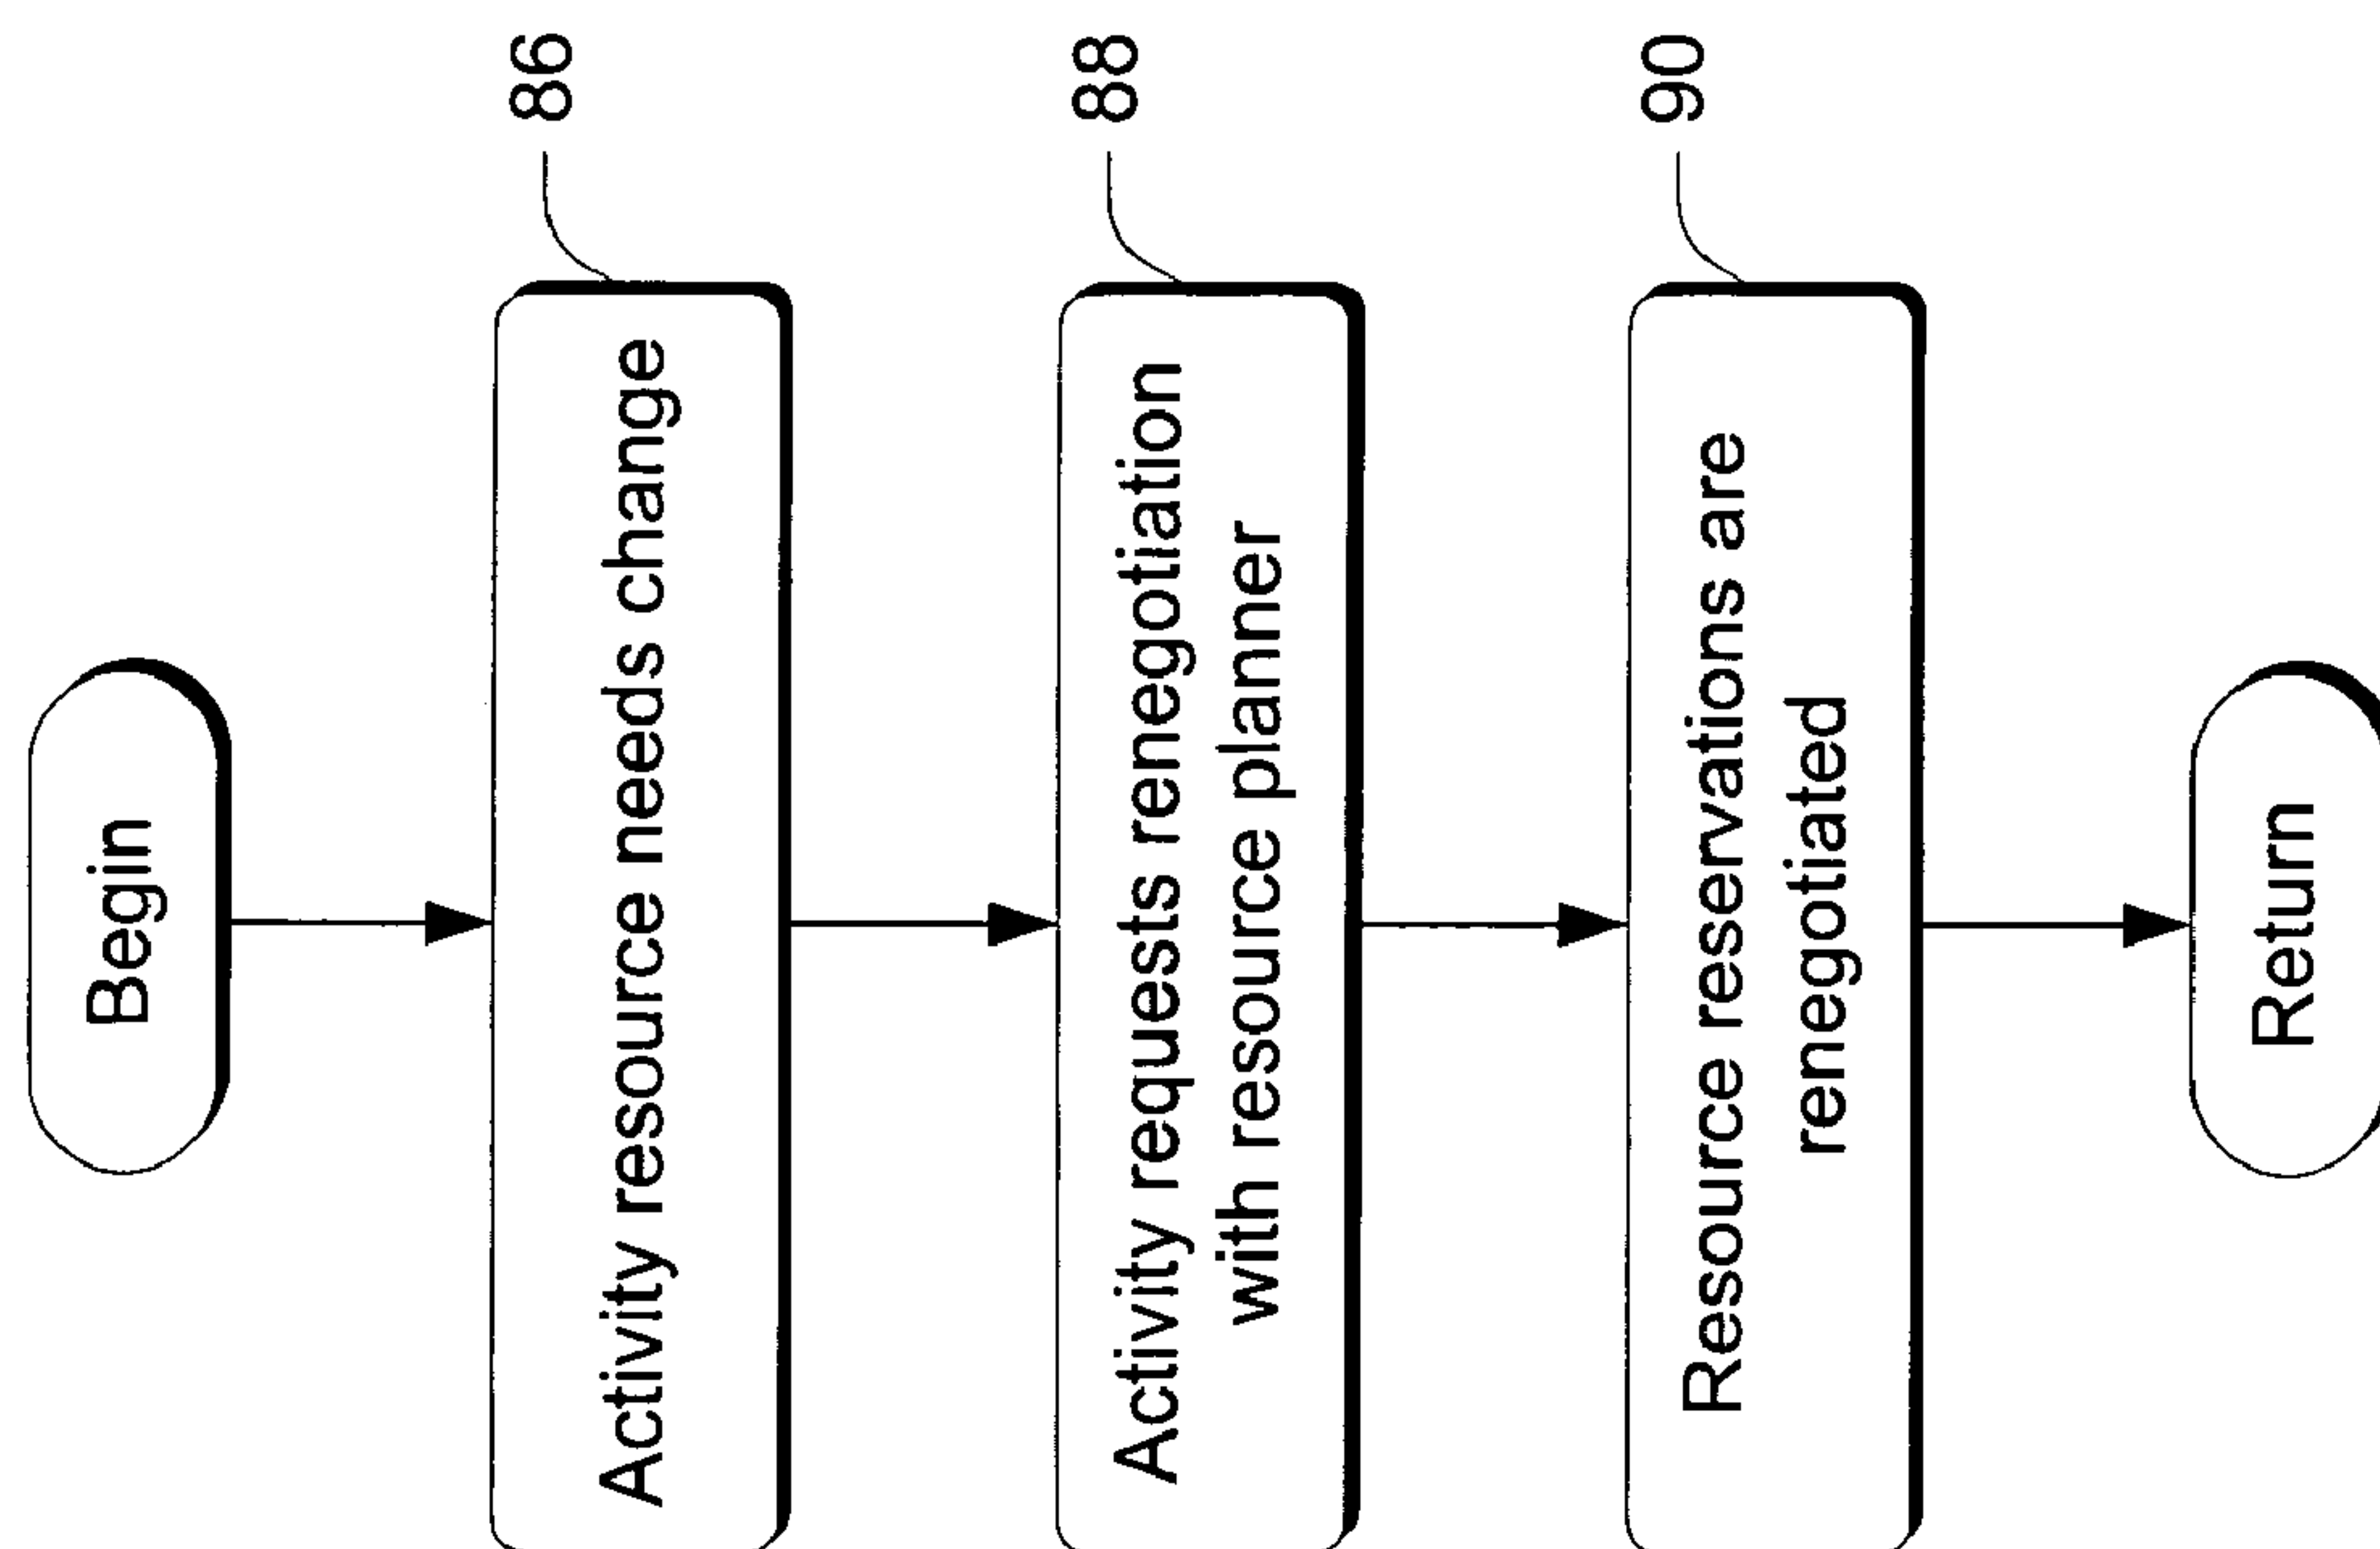 Begin
86
Activity resource needs change
88
Activity requests renegotiation
with resource planner
90
Resource reservations are
renegotiated
Return